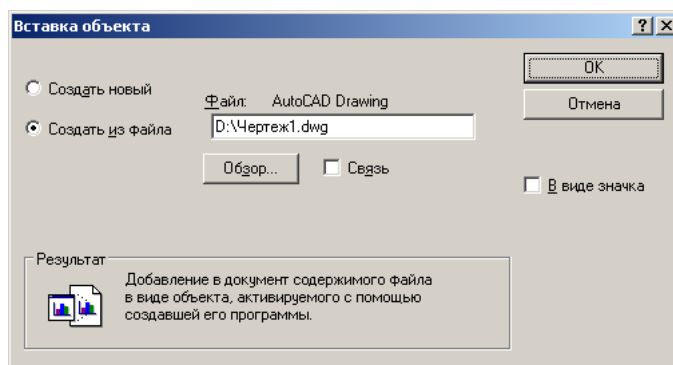 Вставка объекта
Создать новый
Создать из файла
Файл: AutoCAD Drawing
D:\Чертеж1.dwg
Обзор...
Связь
OK
Отмена
В виде значка
Результат
Добавление в документ содержимого файла
в виде объекта, активируемого с помощью
создавшей его программы.